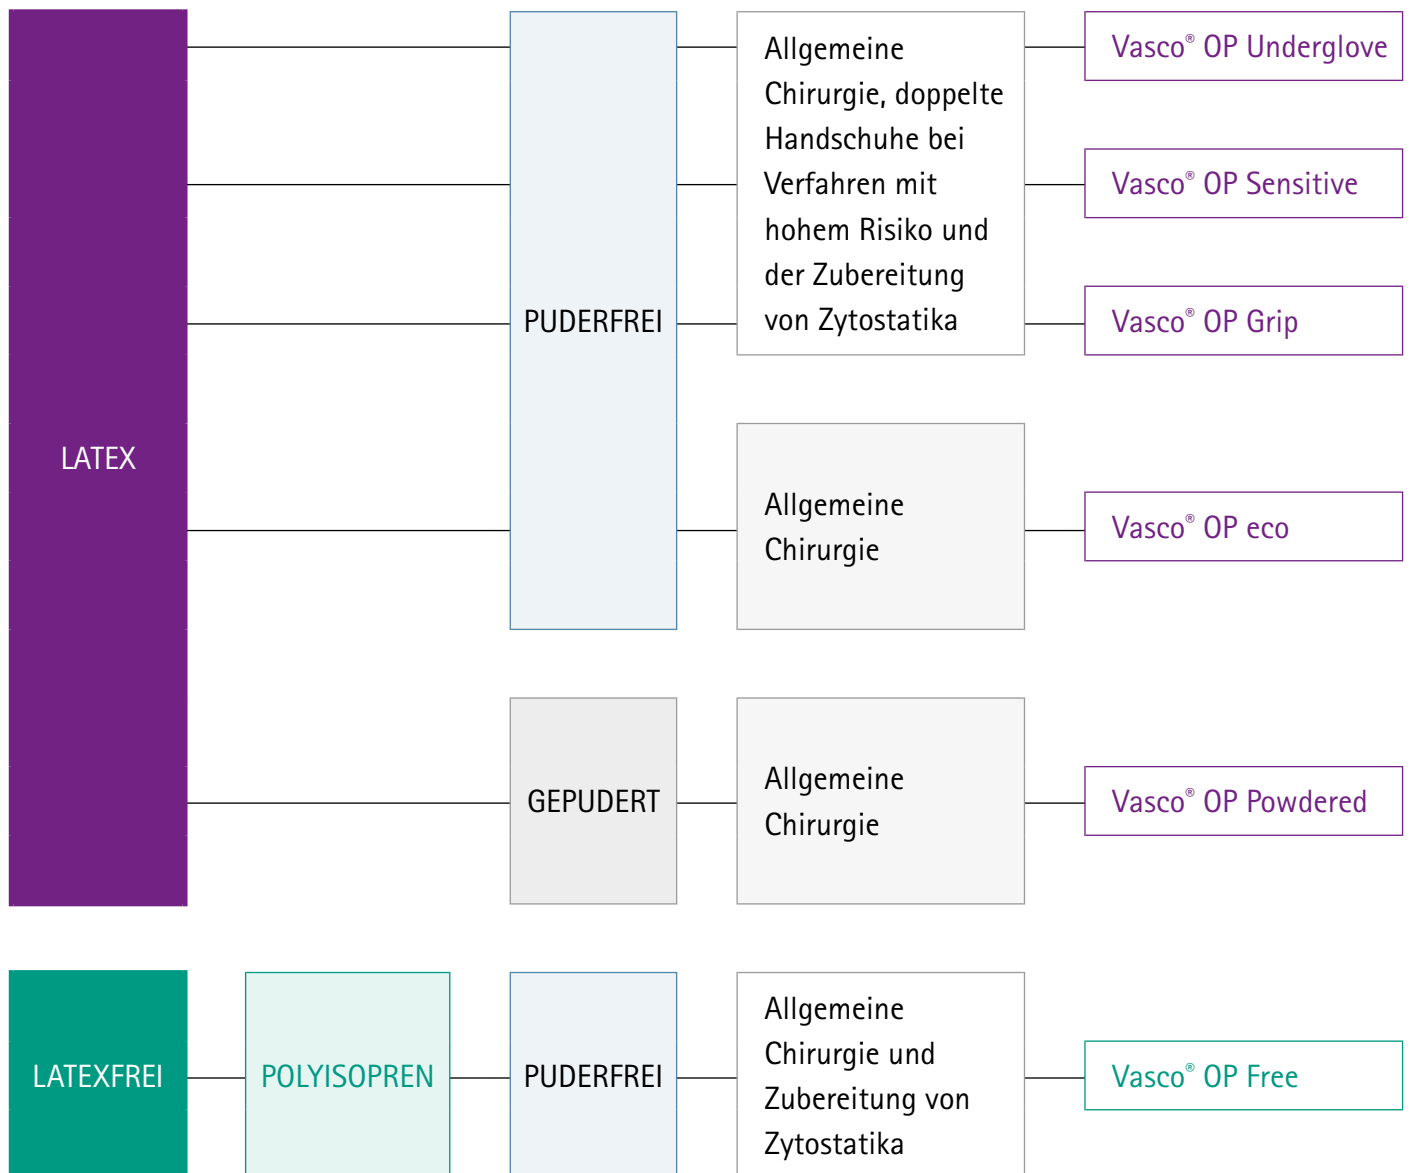 LATEX
PUDERFREI
Allgemeine
Chirurgie, doppelte
Handschuhe bei
Verfahren mit
hohem Risiko und
der Zubereitung
von Zytostatika
Vasco® OP Underglove
Vasco® OP Sensitive
Vasco® OP Grip
Allgemeine
Chirurgie
Vasco® OP eco
GEPUDERT
Allgemeine
Chirurgie
Vasco® OP Powdered
LATEXFREI
POLYISOPREN
PUDERFREI
Allgemeine
Chirurgie und
Zubereitung von
Zytostatika
Vasco® OP Free